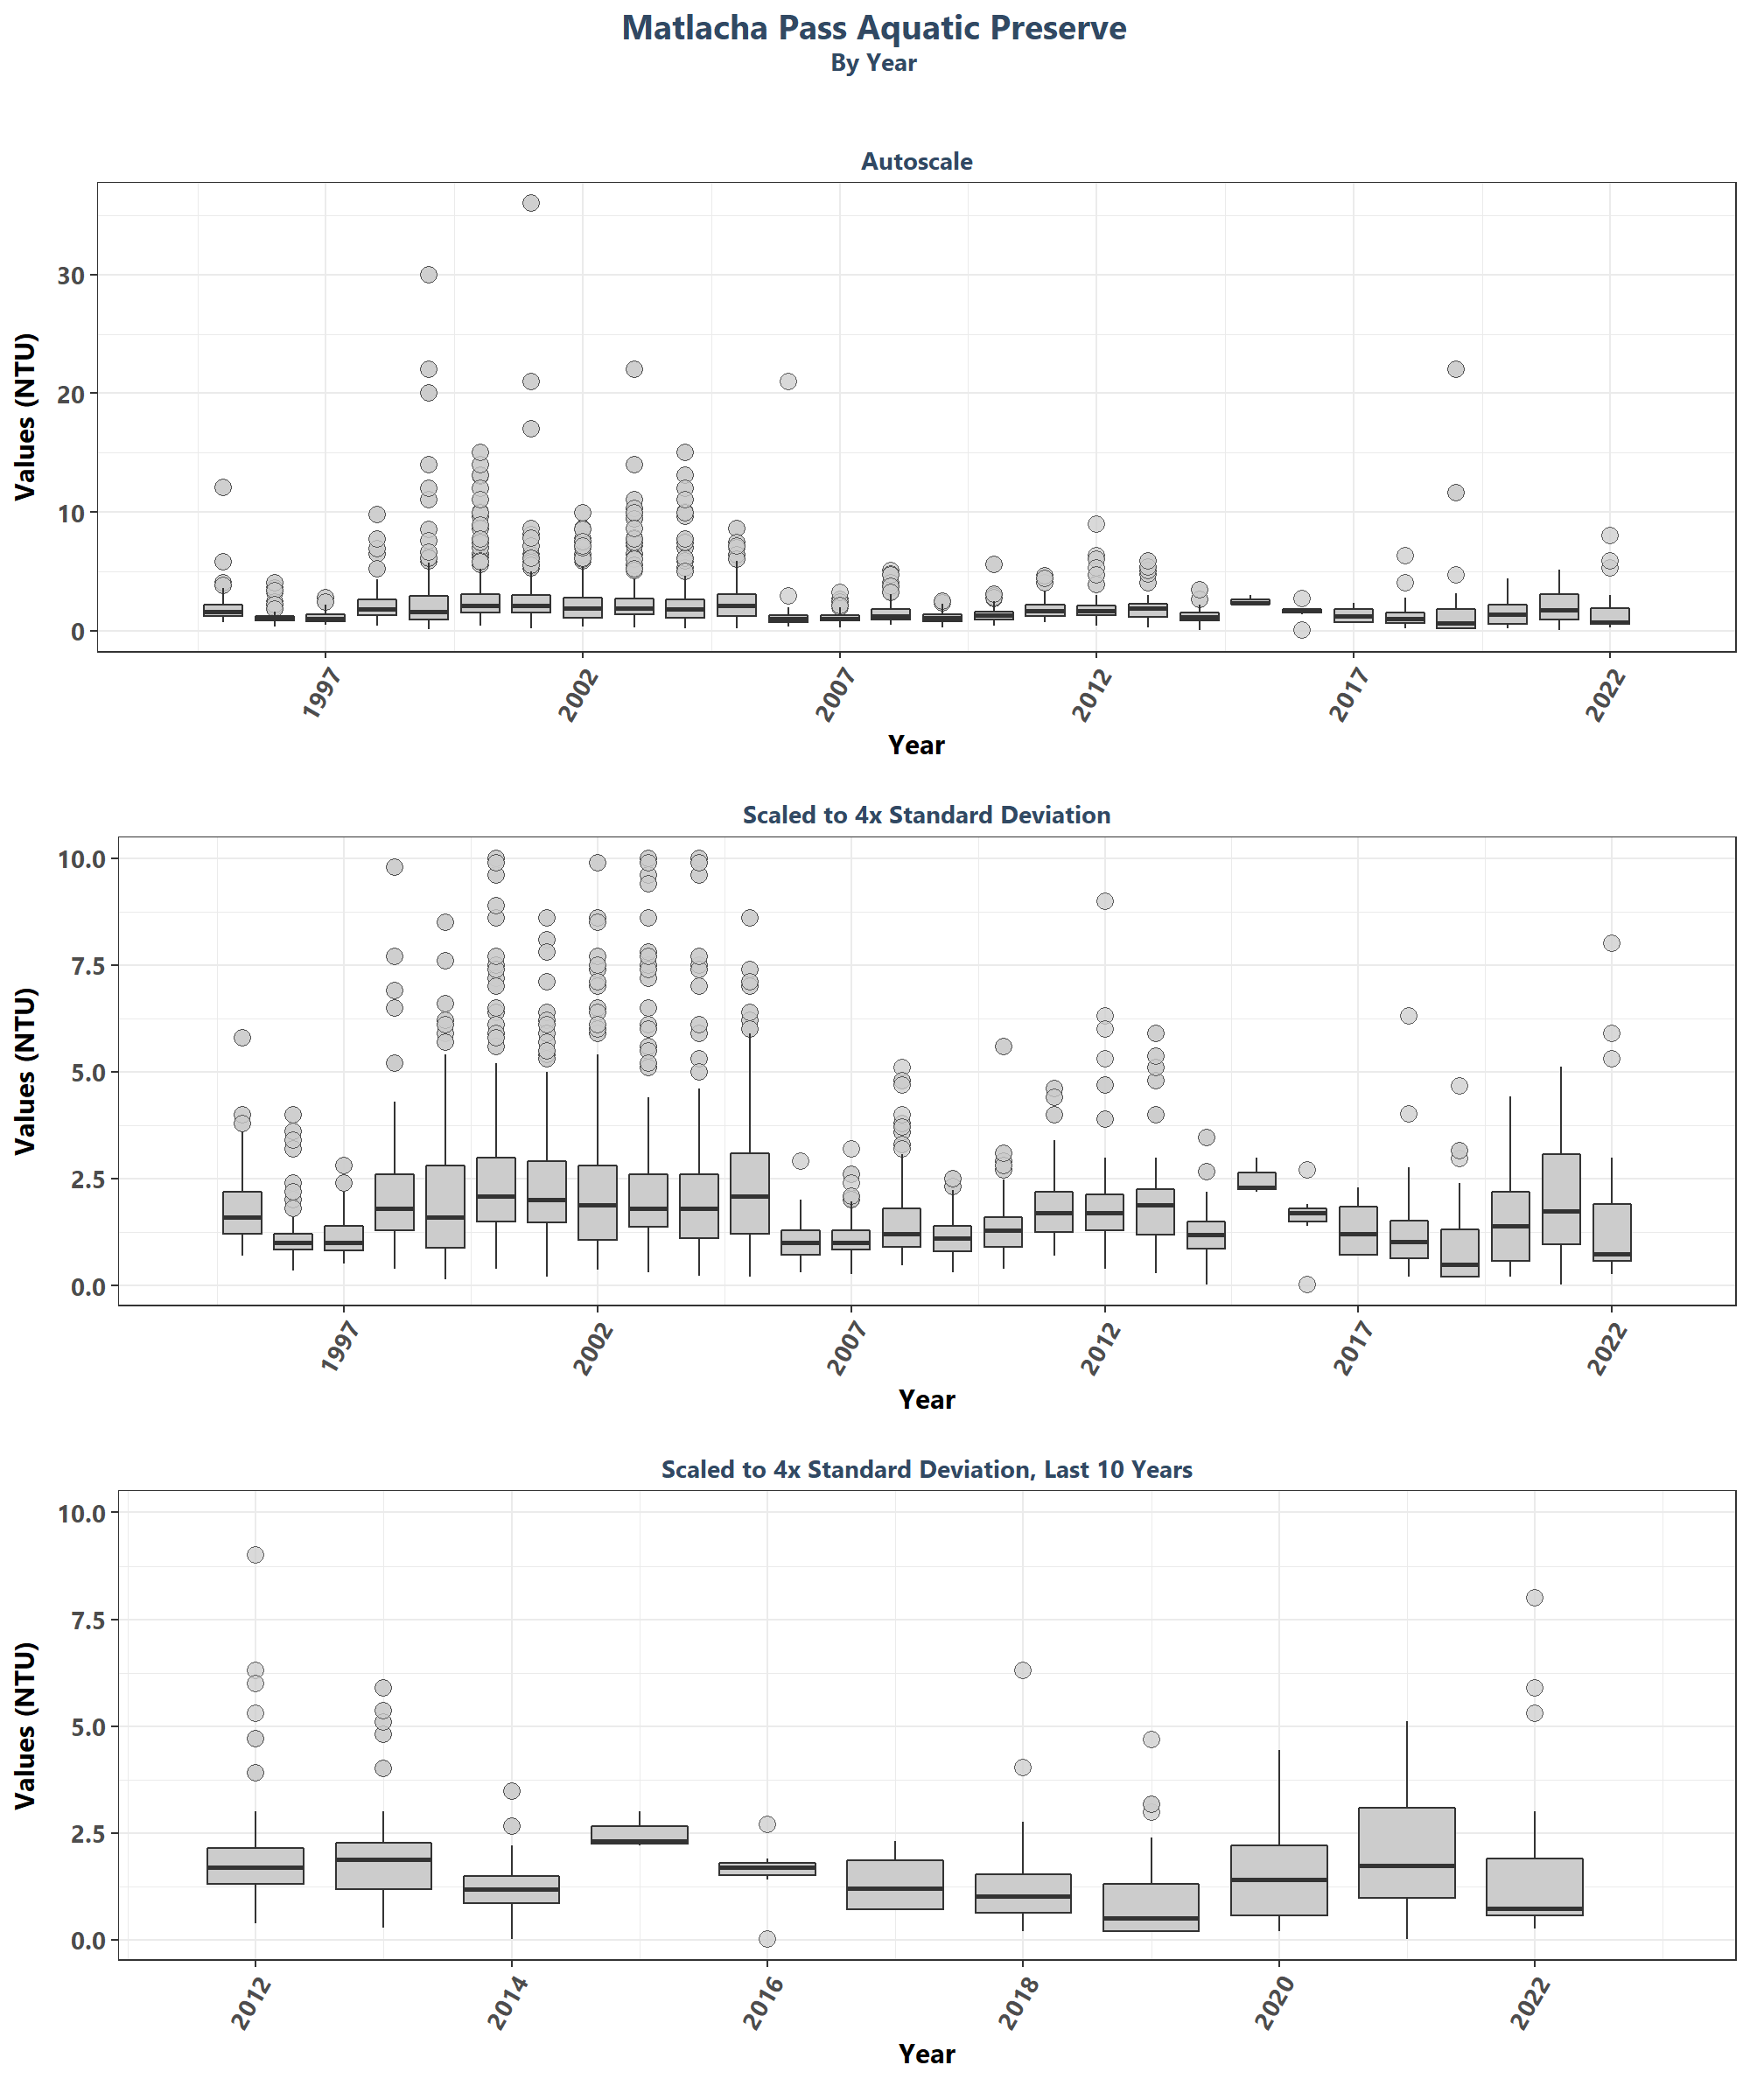 Matlacha Pass Aquatic Preserve
By Year
Autoscale
Values (NTU)
30
20
10
0
1997 2002 2007 2012 2017 2022
Year
Scaled to 4x Standard Deviation
Values (NTU)
10.0
7.5
5.0
2.5
0.0
1997 2002 2007 2012 2017 2022
Year
Scaled to 4x Standard Deviation, Last 10 Years
Values (NTU)
10.0
7.5
5.0
2.5
0.0
2012 2014 2016 2018 2020 2022
Year